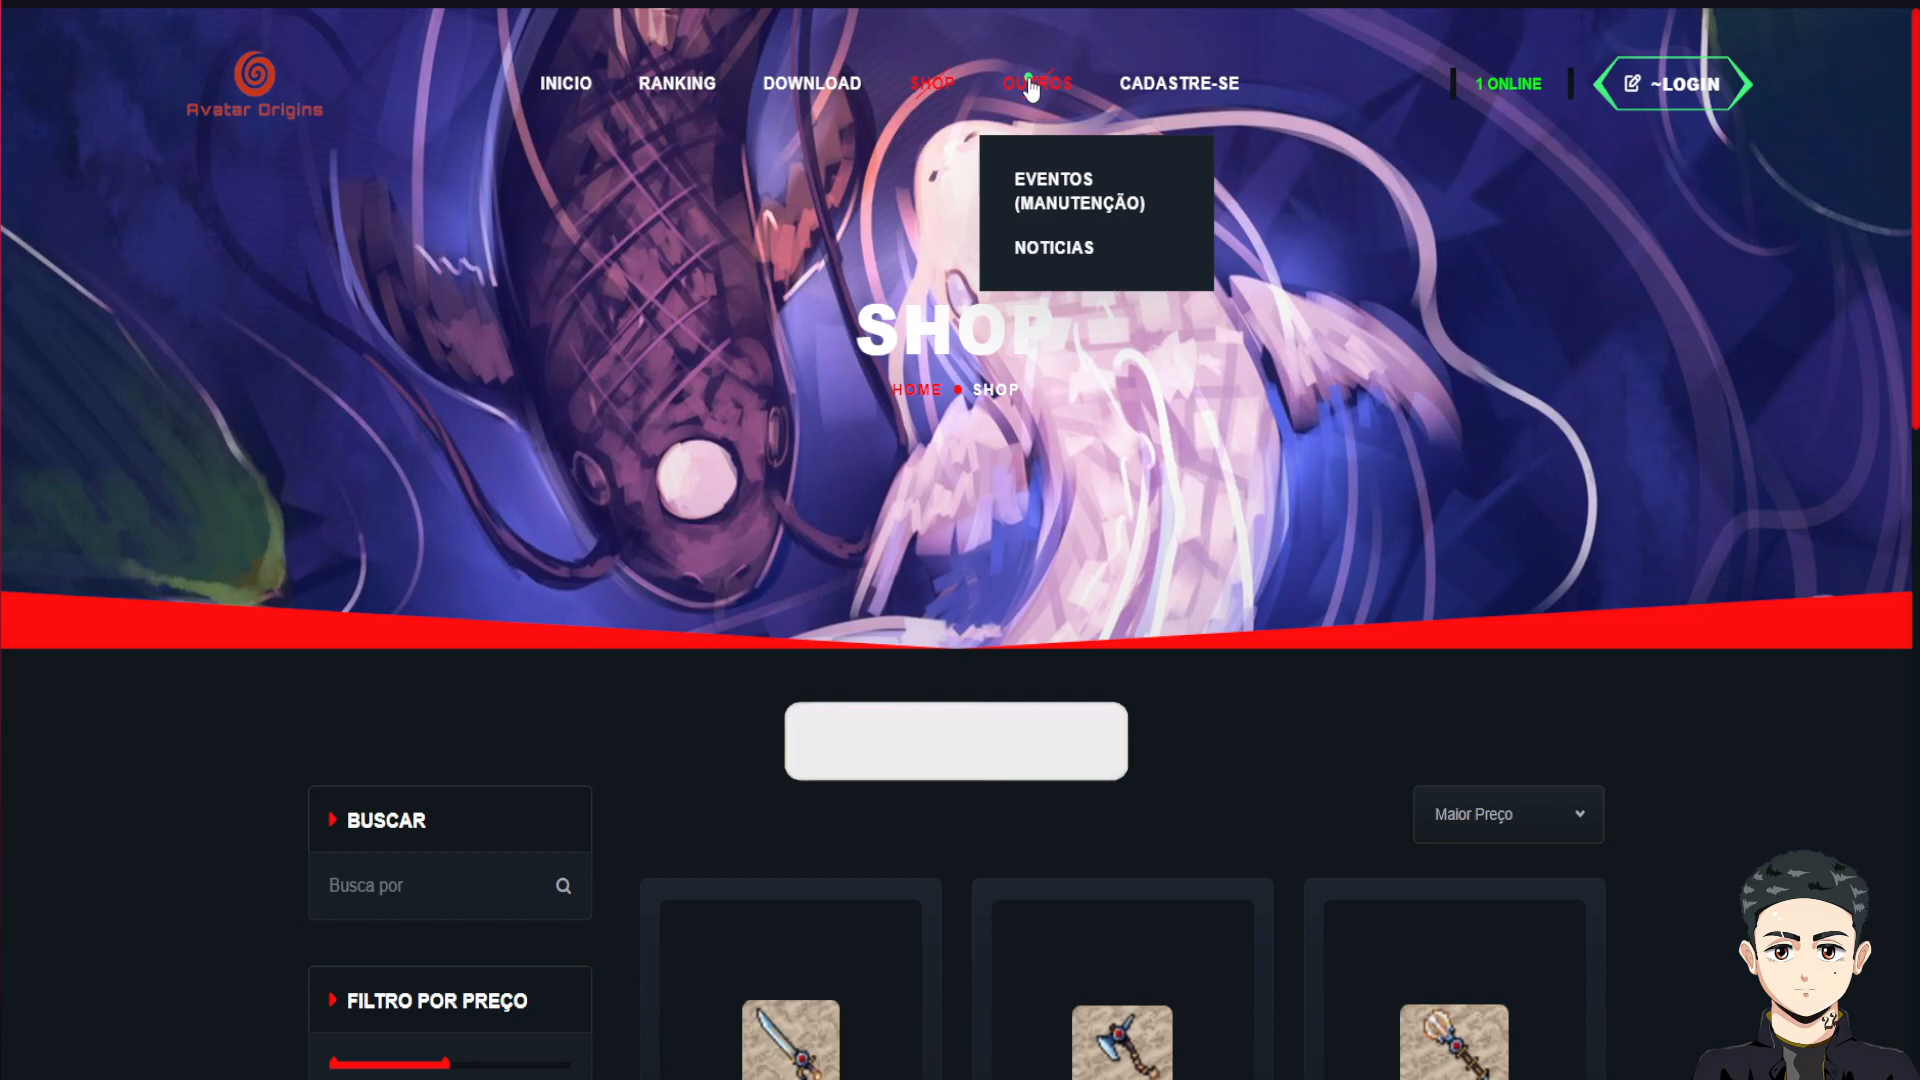 Avatar Origins
INICIO
RANKING
DOWNLOAD
SHOP
OUTROS
CADASTRE-SE
1 ONLINE
~LOGIN
EVENTOS
(MANUTENÇÃO)
NOTICIAS
SHOP
HOME
SHOP
BUSCAR
Maior Preço
Busca por
FILTRO POR PREÇO